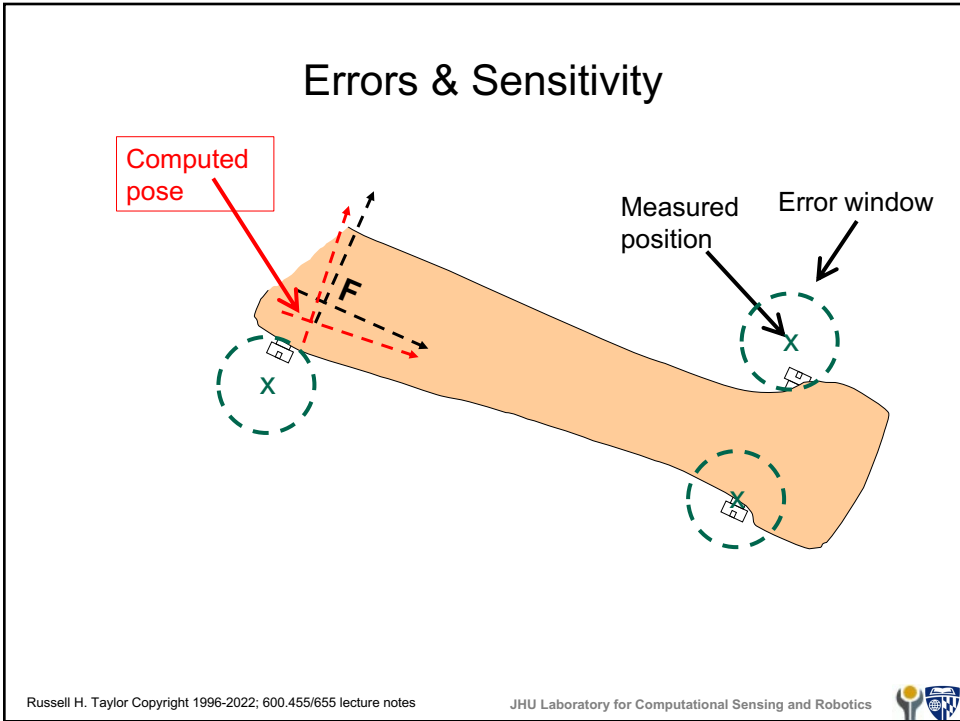 Errors & Sensitivity
Computed
pose
Measured
position
Error window
F
x
x
x
Russell H. Taylor Copyright 1996-2022; 600.455/655 lecture notes
JHU Laboratory for Computational Sensing and Robotics